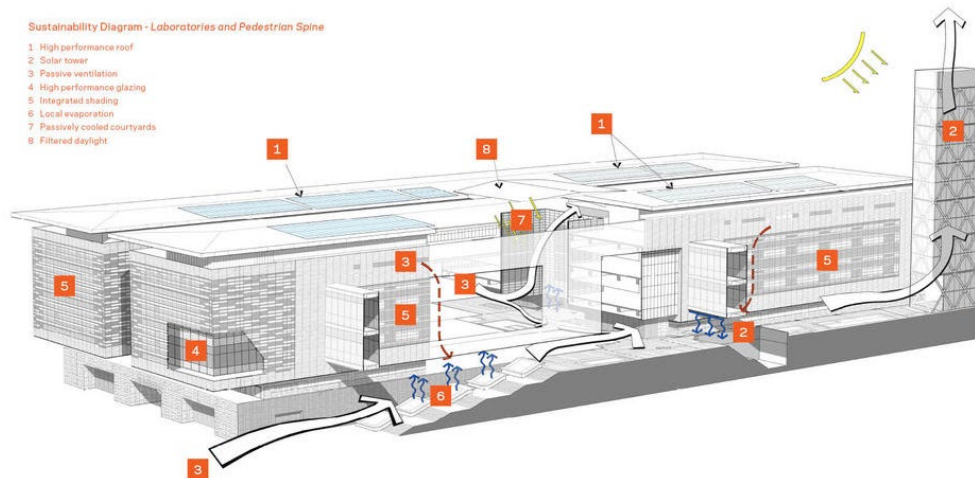 Sustainability Diagram - Laboratories and Pedestrian Spine
1 High performance roof
2 Solar tower
3 Passive ventilation
4 High performance glazing
5 Integrated shading
6 Local evaporation
7 Passively cooled courtyards
8 Filtered daylight
1
8
1
2
7
3
3
5
5
5
4
2
6
3